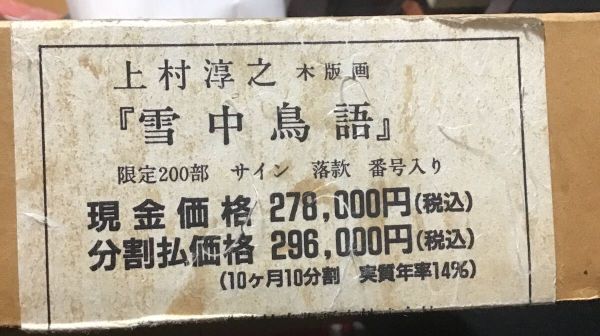 上村淳之 木版画
『雪中鳥語』
限定200部 サイン 落款 番号入り
現金価格 278,000円(税込)
分割払価格 296,000円(税込)
(10ヶ月10分割 実質年率14%)